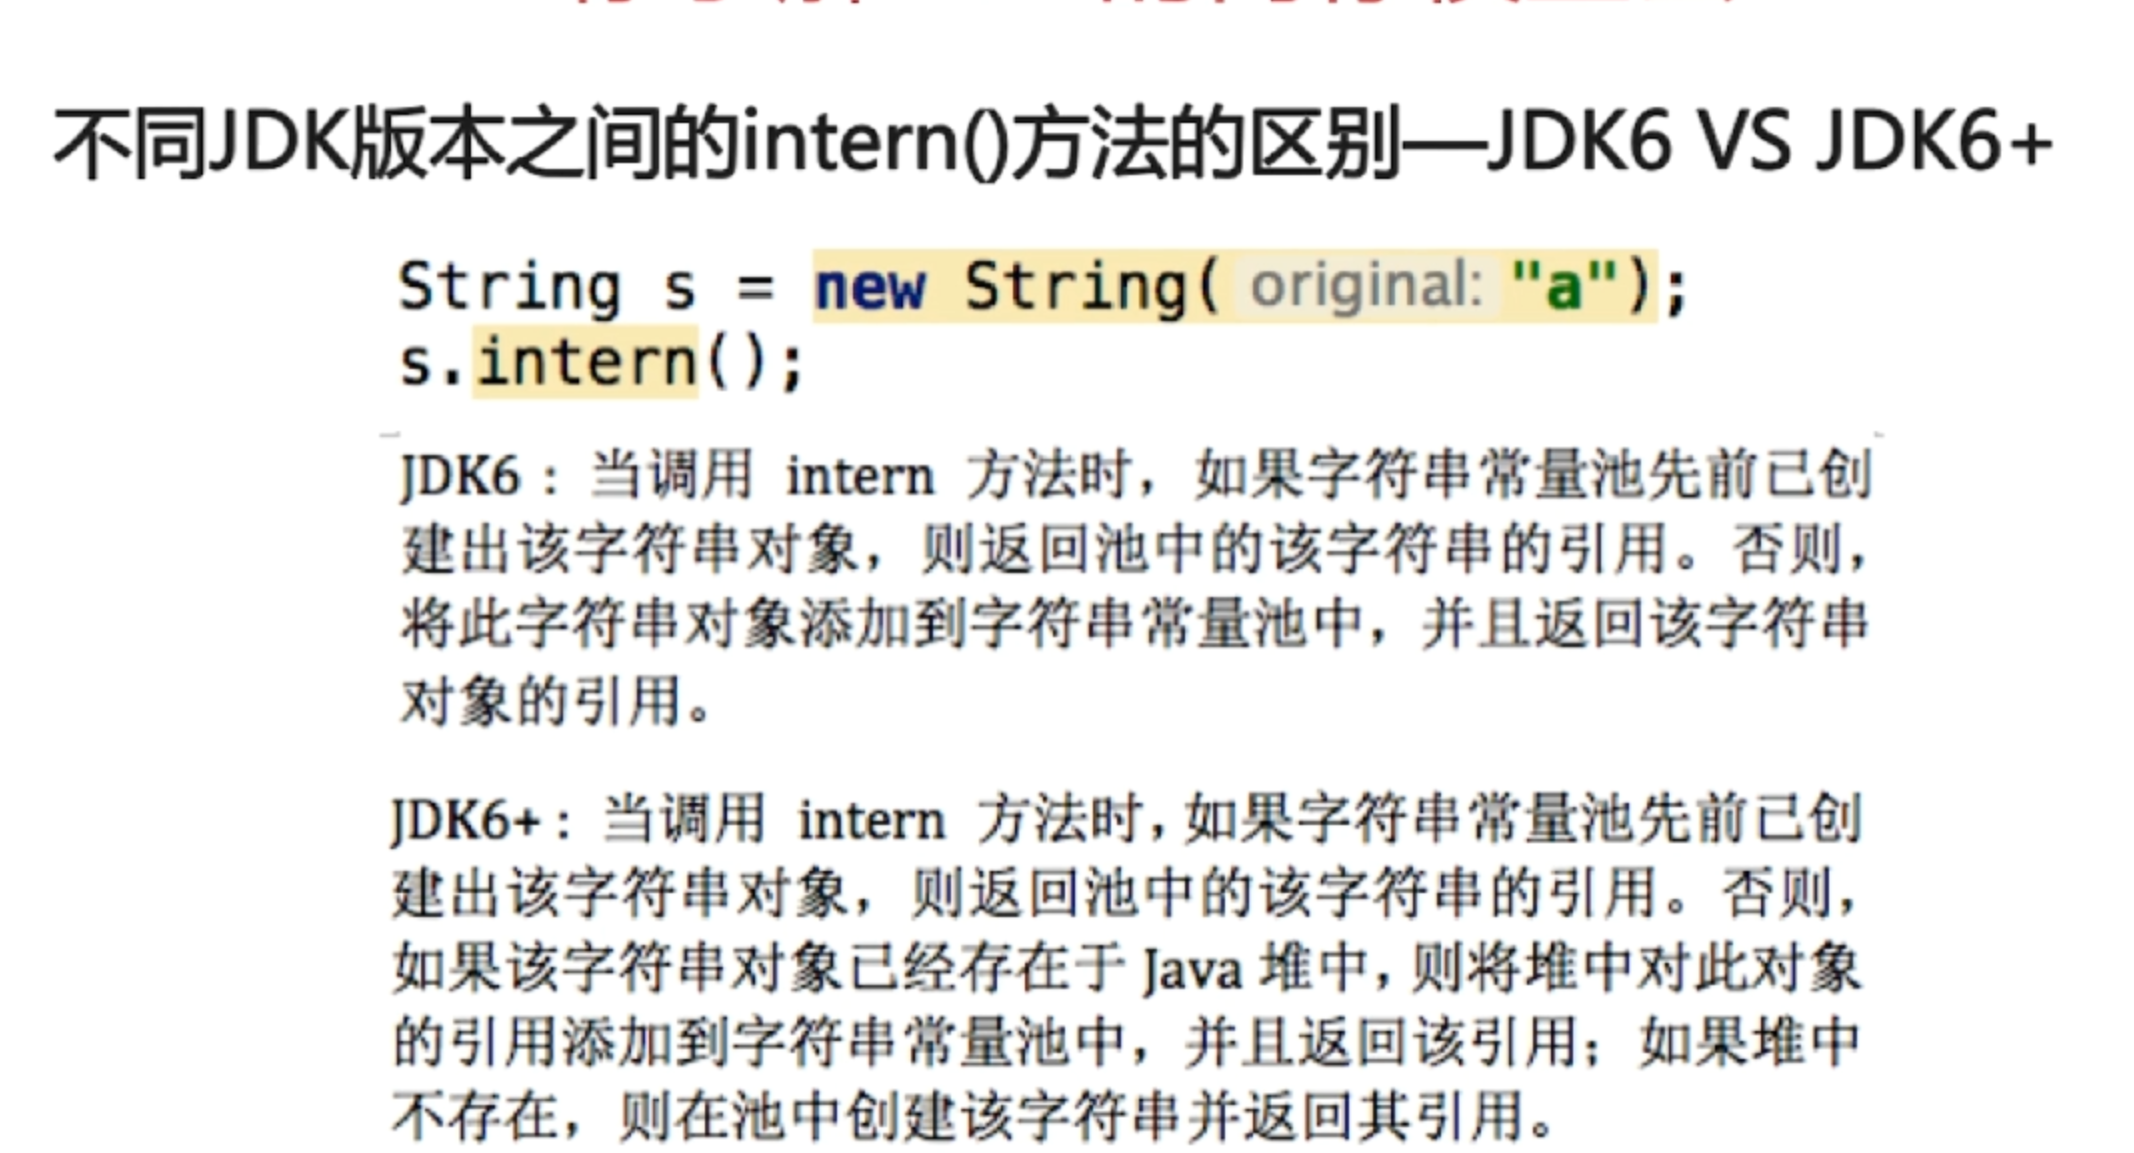 不同JDK版本之间的intern()方法的区别—JDK6 VS JDK6+
String s = new String( original: "a");
s.intern();
JDK6：当调用 intern 方法时，如果字符串常量池先前已创
建出该字符串对象，则返回池中的该字符串的引用。否则，
将此字符串对象添加到字符串常量池中，并且返回该字符串
对象的引用。
JDK6+：当调用 intern 方法时，如果字符串常量池先前已创
建出该字符串对象，则返回池中的该字符串的引用。否则，
如果该字符串对象已经存在于 Java 堆中，则将堆中对此对象
的引用添加到字符串常量池中，并且返回该引用；如果堆中
不存在，则在池中创建该字符串并返回其引用。